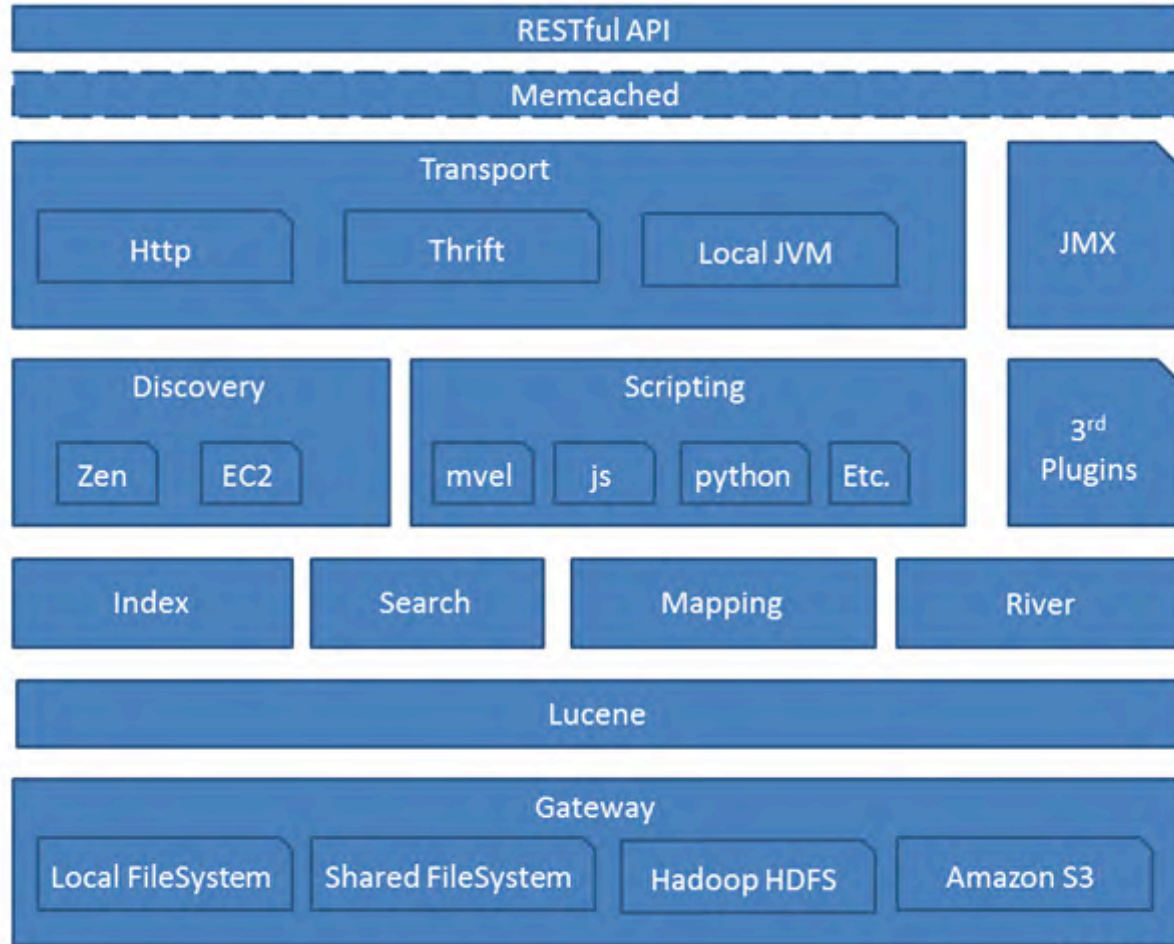 RESTful API
Memcached
Transport
Http
Thrift
Local JVM
JMX
Discovery
Zen
EC2
Scripting
mvel
js
python
Etc.
3rd
Plugins
Index
Search
Mapping
River
Lucene
Gateway
Local FileSystem
Shared FileSystem
Hadoop HDFS
Amazon S3